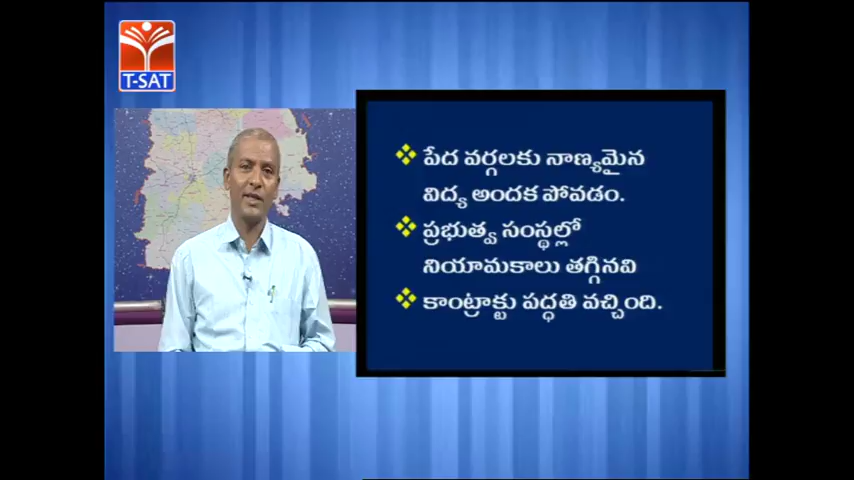 T-SAT
పేద వర్గలకు నాణ్యమైన
విద్య అందక పోవడం.
ప్రభుత్వ సంస్థల్లో
నియామకాలు తగ్గినవి
కాంట్రాక్టు పద్ధతి వచ్చింది.